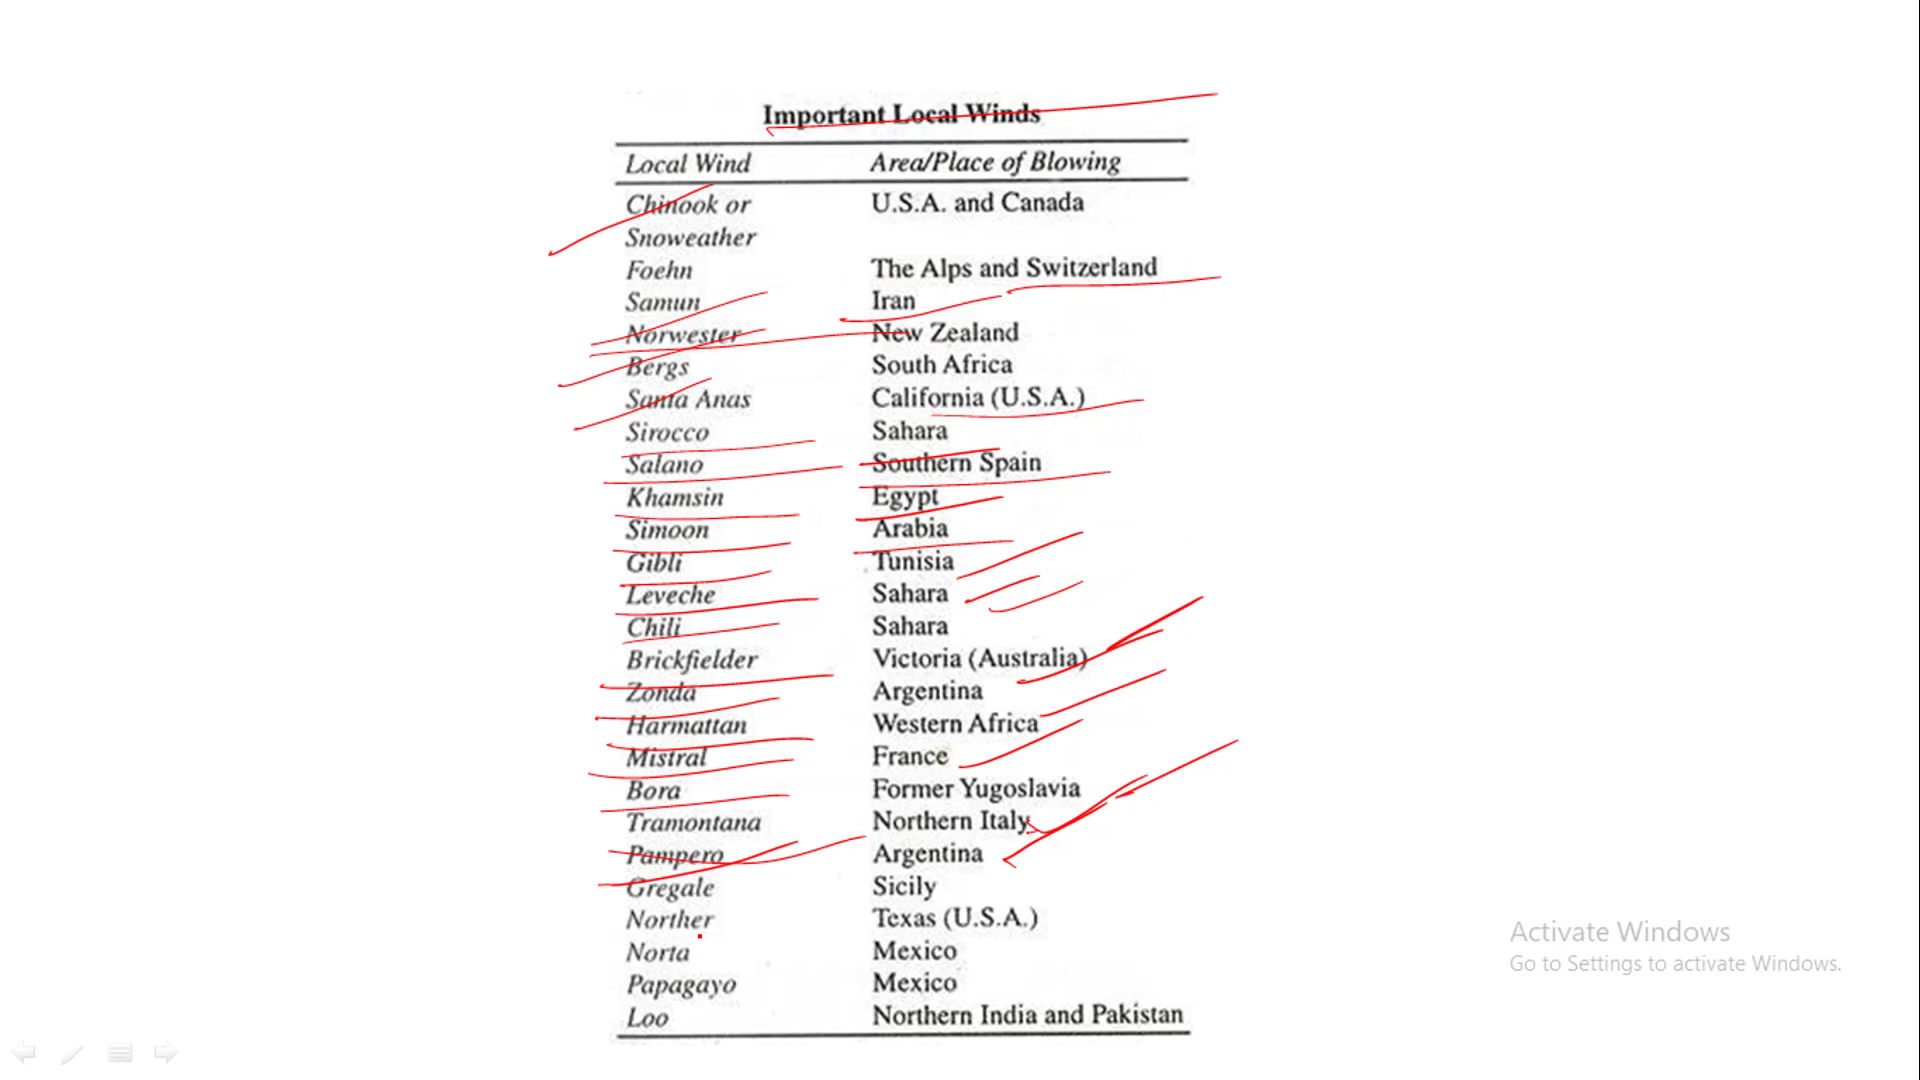 Important Local Winds
Local Wind Area/Place of Blowing
Chinook or U.S.A. and Canada
Snoweather
Foehn The Alps and Switzerland
Samun Iran
Norwester New Zealand
Bergs South Africa
Santa Anas California (U.S.A.)
Sirocco Sahara
Salano Southern Spain
Khamsin Egypt
Simoon Arabia
Gibli Tunisia
Leveche Sahara
Chili Sahara
Brickfielder Victoria (Australia)
Zonda Argentina
Harmattan Western Africa
Mistral France
Bora Former Yugoslavia
Tramontana Northern Italy
Pampero Argentina
Gregale Sicily
Norther Texas (U.S.A.)
Norta Mexico
Papagayo Mexico
Loo Northern India and Pakistan
Activate Windows
Go to Settings to activate Windows.